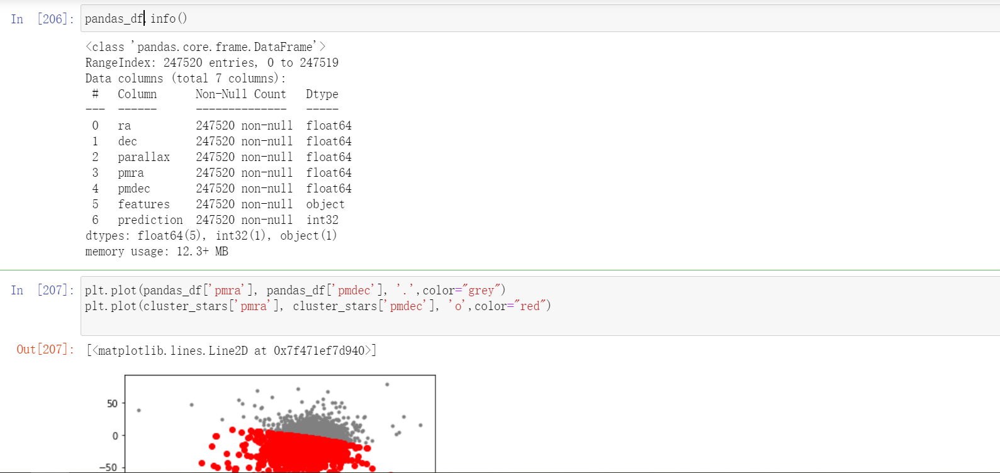 In [206]: pandas_df.info()
<class 'pandas.core.frame.DataFrame'>
RangeIndex: 247520 entries, 0 to 247519
Data columns (total 7 columns):
 #   Column      Non-Null Count   Dtype
---  ------      --------------   -----
 0   ra          247520 non-null  float64
 1   dec         247520 non-null  float64
 2   parallax    247520 non-null  float64
 3   pmra        247520 non-null  float64
 4   pmdec       247520 non-null  float64
 5   features    247520 non-null  object
 6   prediction  247520 non-null  int32
dtypes: float64(5), int32(1), object(1)
memory usage: 12.3+ MB
In [207]: plt.plot(pandas_df['pmra'], pandas_df['pmdec'], '.',color="grey")
plt.plot(cluster_stars['pmra'], cluster_stars['pmdec'], 'o',color="red")
Out[207]: [<matplotlib.lines.Line2D at 0x7f471ef7d940>]
50
0
−50